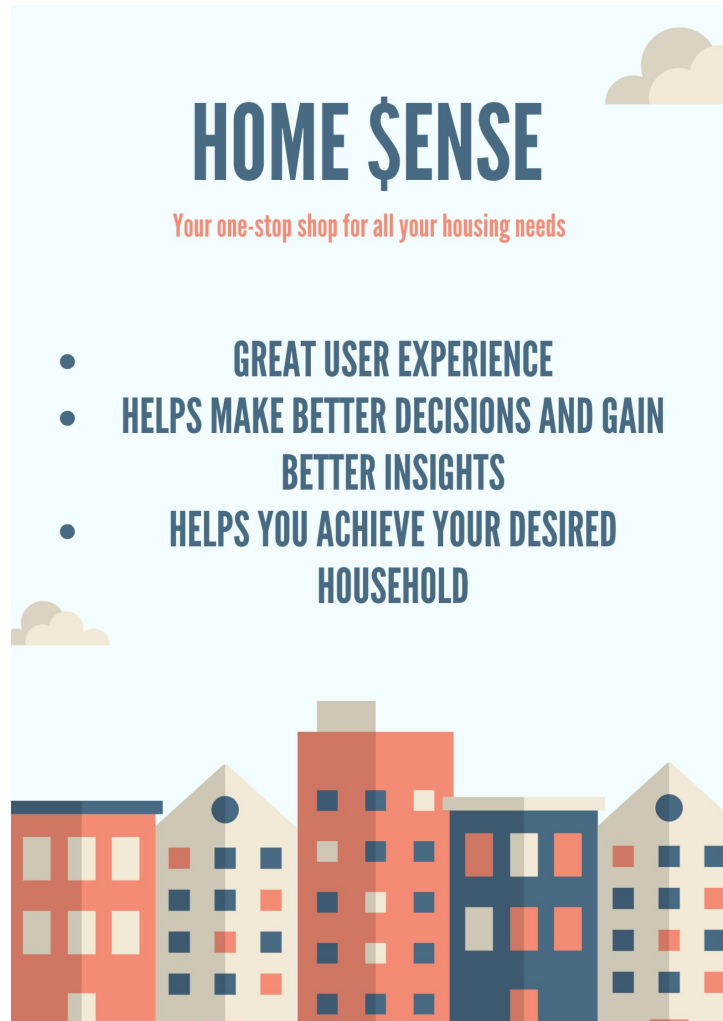 HOME $ENSE
Your one-stop shop for all your housing needs
• GREAT USER EXPERIENCE
• HELPS MAKE BETTER DECISIONS AND GAIN
BETTER INSIGHTS
• HELPS YOU ACHIEVE YOUR DESIRED
HOUSEHOLD